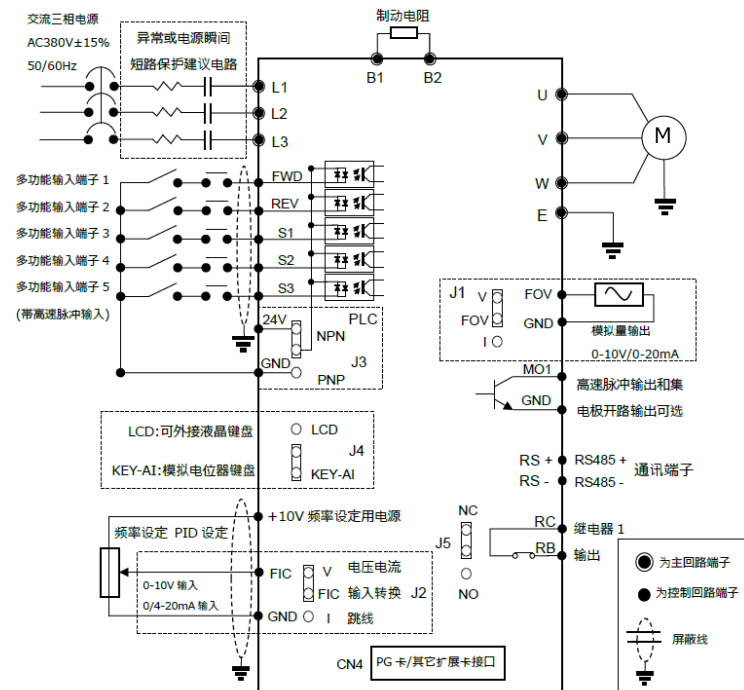 交流三相电源
AC380V±15%
50/60Hz
异常或电源瞬间
短路保护建议电路
制动电阻
B1
B2
L1
L2
L3
U
V
W
E
M
多功能输入端子 1
多功能输入端子 2
多功能输入端子 3
多功能输入端子 4
多功能输入端子 5
(带高速脉冲输入)
FWD
REV
S1
S2
S3
24V
PLC
NPN
J3
GND
PNP
J1
V
FOV
I
FOV
GND
模拟量输出
0-10V/0-20mA
MO1
GND
高速脉冲输出和集
电极开路输出可选
LCD:可外接液晶键盘
LCD
J4
KEY-AI:模拟电位器键盘
KEY-AI
RS +
RS485 +
RS -
RS485 -
通讯端子
+10V 频率设定用电源
频率设定 PID 设定
0-10V 输入
0/4-20mA 输入
FIC
GND
V
FIC
I
电压电流
输入转换
跳线
J2
NC
J5
NO
RC
RB
继电器 1
输出
CN4
PG 卡/其它扩展卡接口
为主回路端子
为控制回路端子
屏蔽线